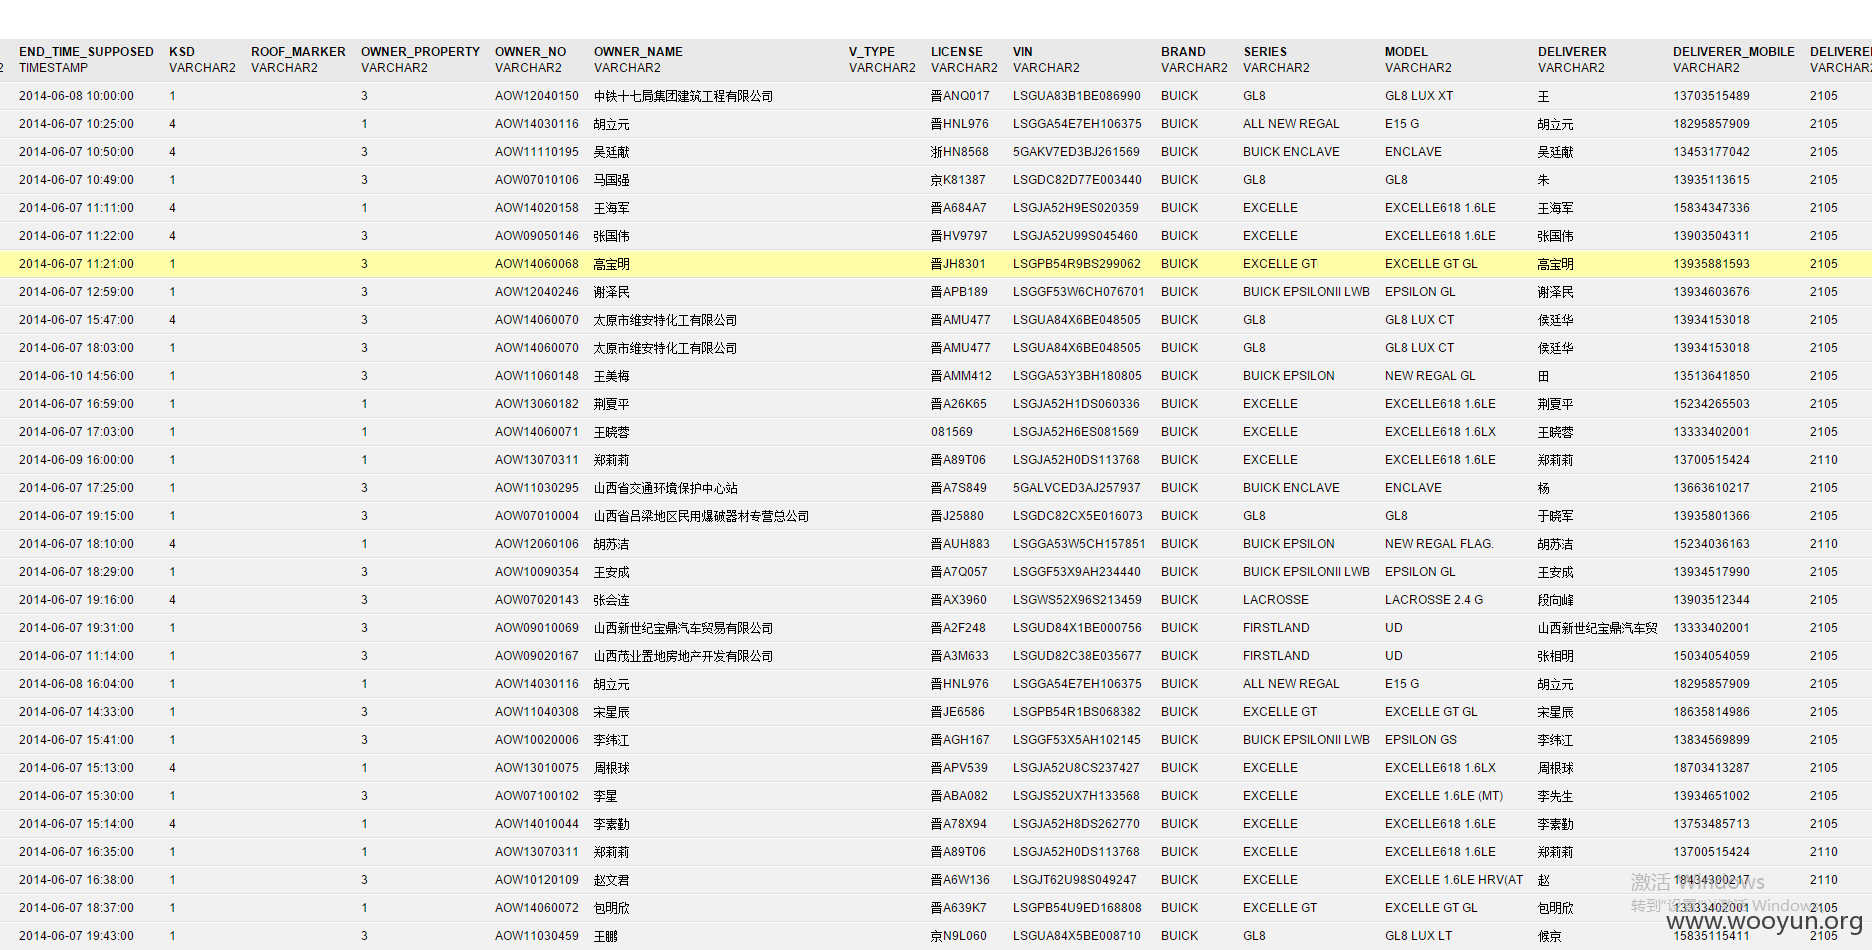 END_TIME_SUPPOSED KSD ROOF_MARKER OWNER_PROPERTY OWNER_NO OWNER_NAME V_TYPE LICENSE VIN BRAND SERIES MODEL DELIVERER DELIVERER_MOBILE DELIVERE
2 TIMESTAMP VARCHAR2 VARCHAR2 VARCHAR2 VARCHAR2 VARCHAR2 VARCHAR2 VARCHAR2 VARCHAR2 VARCHAR2 VARCHAR2 VARCHAR2 VARCHAR2 VARCHAR2 VARCHAR
2014-06-08 10:00:00 1 3 AOW12040150 中铁十七局集团建筑工程有限公司 晋ANQ017 LSGUA83B1BE086990 BUICK GL8 GL8 LUX XT 王 13703515489 2105
2014-06-07 10:25:00 4 1 AOW14030116 胡立元 晋HNL976 LSGGA54E7EH106375 BUICK ALL NEW REGAL E15 G 胡立元 18295857909 2105
2014-06-07 10:50:00 4 3 AOW11110195 吴廷献 浙HN8568 5GAKV7ED3BJ261569 BUICK BUICK ENCLAVE ENCLAVE 吴廷献 13453177042 2105
2014-06-07 10:49:00 1 3 AOW07010106 马国强 京K81387 LSGDC82D77E003440 BUICK GL8 GL8 朱 13935113615 2105
2014-06-07 11:11:00 4 1 AOW14020158 王海军 晋A684A7 LSGJA52H9ES020359 BUICK EXCELLE EXCELLE618 1.6LE 王海军 15834347336 2105
2014-06-07 11:22:00 4 3 AOW09050146 张国伟 晋HV9797 LSGJA52U99S045460 BUICK EXCELLE EXCELLE618 1.6LE 张国伟 13903504311 2105
2014-06-07 11:21:00 1 3 AOW14060068 高宝明 晋JH8301 LSGPB54R9BS299062 BUICK EXCELLE GT EXCELLE GT GL 高宝明 13935881593 2105
2014-06-07 12:59:00 1 3 AOW12040246 谢泽民 晋APB189 LSGGF53W6CH076701 BUICK BUICK EPSILONII LWB EPSILON GL 谢泽民 13934603676 2105
2014-06-07 15:47:00 4 3 AOW14060070 太原市维安特化工有限公司 晋AMU477 LSGUA84X6BE048505 BUICK GL8 GL8 LUX CT 侯廷华 13934153018 2105
2014-06-07 18:03:00 1 3 AOW14060070 太原市维安特化工有限公司 晋AMU477 LSGUA84X6BE048505 BUICK GL8 GL8 LUX CT 侯廷华 13934153018 2105
2014-06-10 14:56:00 1 3 AOW11060148 王美梅 晋AMM412 LSGGA53Y3BH180805 BUICK BUICK EPSILON NEW REGAL GL 田 13513641850 2105
2014-06-07 16:59:00 1 1 AOW13060182 荆夏平 晋A26K65 LSGJA52H1DS060336 BUICK EXCELLE EXCELLE618 1.6LE 荆夏平 15234265503 2105
2014-06-07 17:03:00 1 1 AOW14060071 王晓蓉 081569 LSGJA52H6ES081569 BUICK EXCELLE EXCELLE618 1.6LX 王晓蓉 13333402001 2105
2014-06-09 16:00:00 1 1 AOW13070311 郑莉莉 晋A89T06 LSGJA52H0DS113768 BUICK EXCELLE EXCELLE618 1.6LE 郑莉莉 13700515424 2110
2014-06-07 17:25:00 1 3 AOW11030295 山西省交通环境保护中心站 晋A7S849 5GALVCED3AJ257937 BUICK BUICK ENCLAVE ENCLAVE 杨 13663610217 2105
2014-06-07 19:15:00 1 3 AOW07010004 山西省吕梁地区民用爆破器材专营总公司 晋J25880 LSGDC82CX5E016073 BUICK GL8 GL8 于晓军 13935801366 2105
2014-06-07 18:10:00 4 1 AOW12060106 胡苏洁 晋AUH883 LSGGA53W5CH157851 BUICK BUICK EPSILON NEW REGAL FLAG. 胡苏洁 15234036163 2110
2014-06-07 18:29:00 1 3 AOW10090354 王安成 晋A7Q057 LSGGF53X9AH234440 BUICK BUICK EPSILONII LWB EPSILON GL 王安成 13934517990 2105
2014-06-07 19:16:00 4 3 AOW07020143 张会连 晋AX3960 LSGWS52X96S213459 BUICK LACROSSE LACROSSE 2.4 G 段向峰 13903512344 2105
2014-06-07 19:31:00 1 3 AOW09010069 山西新世纪宝鼎汽车贸易有限公司 晋A2F248 LSGUD84X1BE000756 BUICK FIRSTLAND UD 山西新世纪宝鼎汽车贸 13333402001 2105
2014-06-07 11:14:00 1 3 AOW09020167 山西茂业置地房地产开发有限公司 晋A3M633 LSGUD82C38E035677 BUICK FIRSTLAND UD 张相明 15034054059 2105
2014-06-08 16:04:00 1 1 AOW14030116 胡立元 晋HNL976 LSGGA54E7EH106375 BUICK ALL NEW REGAL E15 G 胡立元 18295857909 2105
2014-06-07 14:33:00 1 3 AOW11040308 宋星辰 晋JE6586 LSGPB54R1BS068382 BUICK EXCELLE GT EXCELLE GT GL 宋星辰 18635814986 2105
2014-06-07 15:41:00 1 3 AOW10020006 李纬江 晋AGH167 LSGGF53X5AH102145 BUICK BUICK EPSILONII LWB EPSILON GS 李纬江 13834569899 2105
2014-06-07 15:13:00 4 1 AOW13010075 周根球 晋APV539 LSGJA52U8CS237427 BUICK EXCELLE EXCELLE618 1.6LX 周根球 18703413287 2105
2014-06-07 15:30:00 1 3 AOW07100102 李星 晋ABA082 LSGJS52UX7H133568 BUICK EXCELLE EXCELLE 1.6LE (MT) 李先生 13934651002 2105
2014-06-07 15:14:00 4 1 AOW14010044 李素勤 晋A78X94 LSGJA52H8DS262770 BUICK EXCELLE EXCELLE618 1.6LE 李素勤 13753485713 2105
2014-06-07 16:35:00 1 1 AOW13070311 郑莉莉 晋A89T06 LSGJA52H0DS113768 BUICK EXCELLE EXCELLE618 1.6LE 郑莉莉 13700515424 2110
2014-06-07 16:38:00 1 3 AOW10120109 赵文君 晋A6W136 LSGJT62U98S049247 BUICK EXCELLE EXCELLE 1.6LE HRV(AT 赵 18434300217 2110
激活 Windows
2014-06-07 18:37:00 1 1 AOW14060072 包明欣 晋A639K7 LSGPB54U9ED168808 BUICK EXCELLE GT EXCELLE GT GL 包明欣 13333402001 2105
转到"设置"以激活 Windows。
www.wooyun.org
2014-06-07 19:43:00 1 3 AOW11030459 王鹏 京N9L060 LSGUA84X5BE008710 BUICK GL8 GL8 LUX LT 候京 15835115411 2105